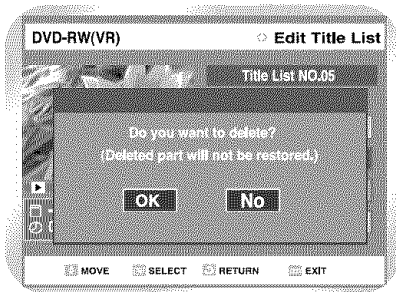 DVD-RW(VR)
Edit Title List
Title List NO.05
Do you want to delete?
(Deleted part will not be restored.)
OK
No
MOVE
SELECT
RETURN
EXIT